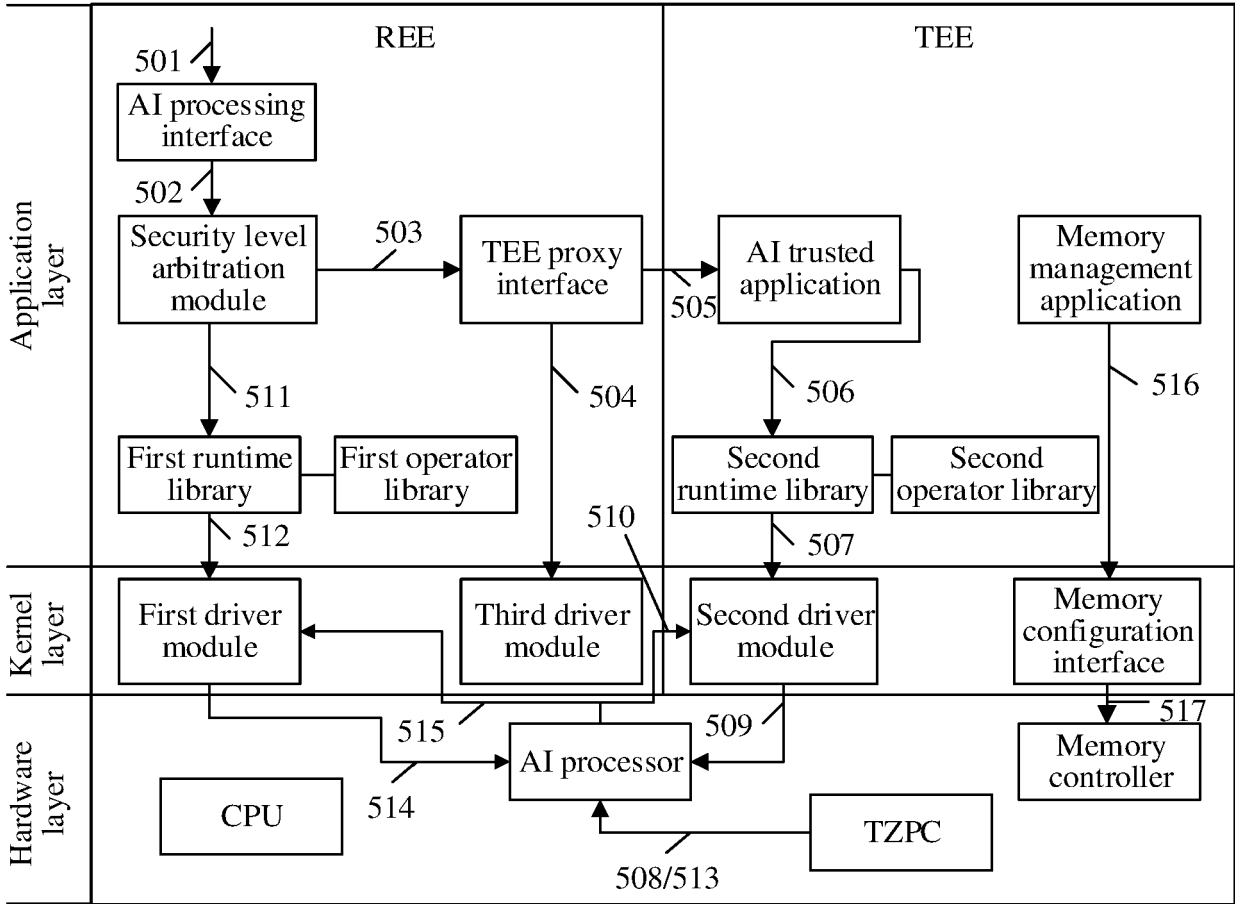 REE
TEE
501
AI processing
interface
502
Application
layer
Security level
arbitration
module
503
TEE proxy
interface
505
AI trusted
application
Memory
management
application
511
504
506
516
First runtime
library
First operator
library
Second
runtime library
Second
operator library
512
510
507
Kernel
layer
First driver
module
Third driver
module
Second driver
module
Memory
configuration
interface
515
509
517
Hardware
layer
514
AI processor
Memory
controller
CPU
TZPC
508/513